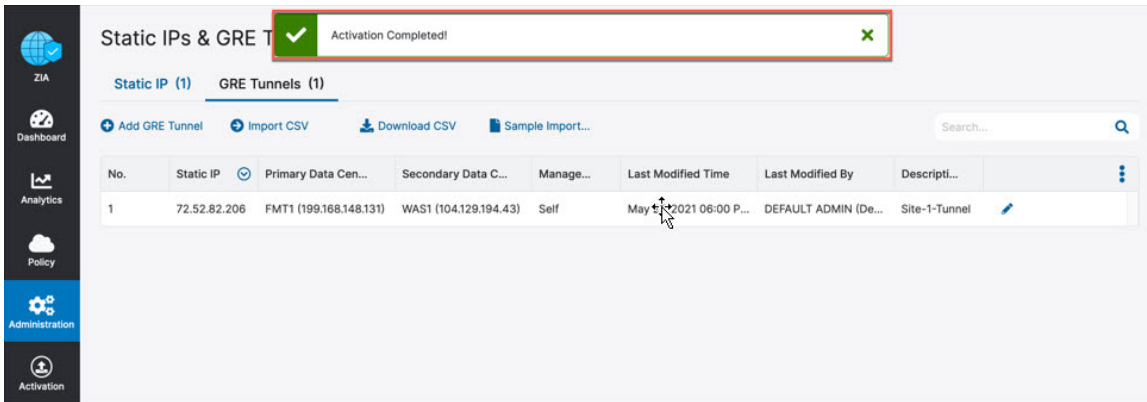 Activation Completed!
Static IPs & GRE T
ZIA
Static IP (1) GRE Tunnels (1)
Dashboard
Add GRE Tunnel Import CSV Download CSV Sample Import... Search...
Analytics
No. Static IP Primary Data Cen... Secondary Data C... Manage... Last Modified Time Last Modified By Descripti...
1 72.52.82.206 FMT1 (199.168.148.131) WAS1 (104.129.194.43) Self May 2021 06:00 P... DEFAULT ADMIN (De... Site-1-Tunnel
Policy
Administration
Activation